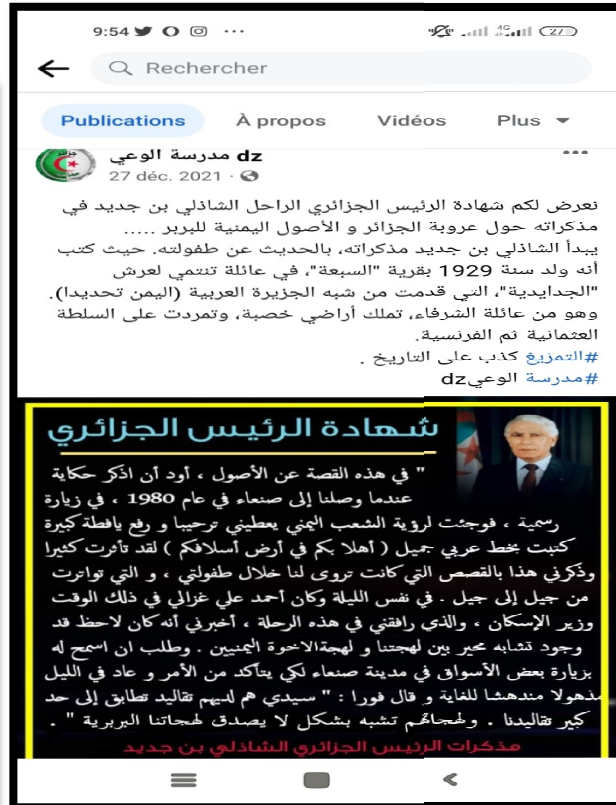 9:54
4G
27
Rechercher
Publications À propos Vidéos Plus
مدرسة الوعي dz
27 déc. 2021
نعرض لكم شهادة الرئيس الجزائري الراحل الشاذلي بن جديد في
مذكراته حول عروبة الجزائر و الأصول اليمنية للبربر .....
يبدأ الشاذلي بن جديد مذكراته، بالحديث عن طفولته. حيث كتب
أنه ولد سنة 1929 بقرية "السبعة"، في عائلة تنتمي لعرش
"الجدايدية"، التي قدمت من شبه الجزيرة العربية (اليمن تحديدا).
وهو من عائلة الشرفاء، تملك أراضي خصبة، وتمردت على السلطة
العثمانية ثم الفرنسية.
#التمزيغ كذب على التاريخ .
#مدرسة الوعيdz
شهادة الرئيس الجزائري
" في هذه القصة عن الأصول ، أود أن اذكر حكاية
عندما وصلنا إلى صنعاء في عام 1980 ، في زيارة
رسمية ، فوجئت لرؤية الشعب اليمني يعطيني ترحيبا و رفع يافطة كبيرة
كتبت بخط عربي جميل ( أهلا بكم في أرض أسلافكم ) لقد تأثرت كثيرا
وذكرني هذا بالقصص التي كانت تروى لنا خلال طفولتي ، و التي تواترت
من جيل إلى جيل . في نفس الليلة وكان أحمد علي غزالي في ذلك الوقت
وزير الإسكان ، والذي رافقني في هذه الرحلة ، أخبرني أنه كان لاحظ قد
وجود تشابه محير بين لهجتنا و لهجة الاخوة اليمنيين . وطلب ان اسمح له
بزيارة بعض الأسواق في مدينة صنعاء لكي يتأكد من الأمر و عاد في الليل
مذهولا مندهشا للغاية و قال فورا : " سيدي هم لديهم تقاليد تطابق إلى حد
كبير تقاليدنا . ولهجاتهم تشبه بشكل لا يصدق لهجاتنا البربرية " .
مذكرات الرئيس الجزائري الشاذلي بن جديد